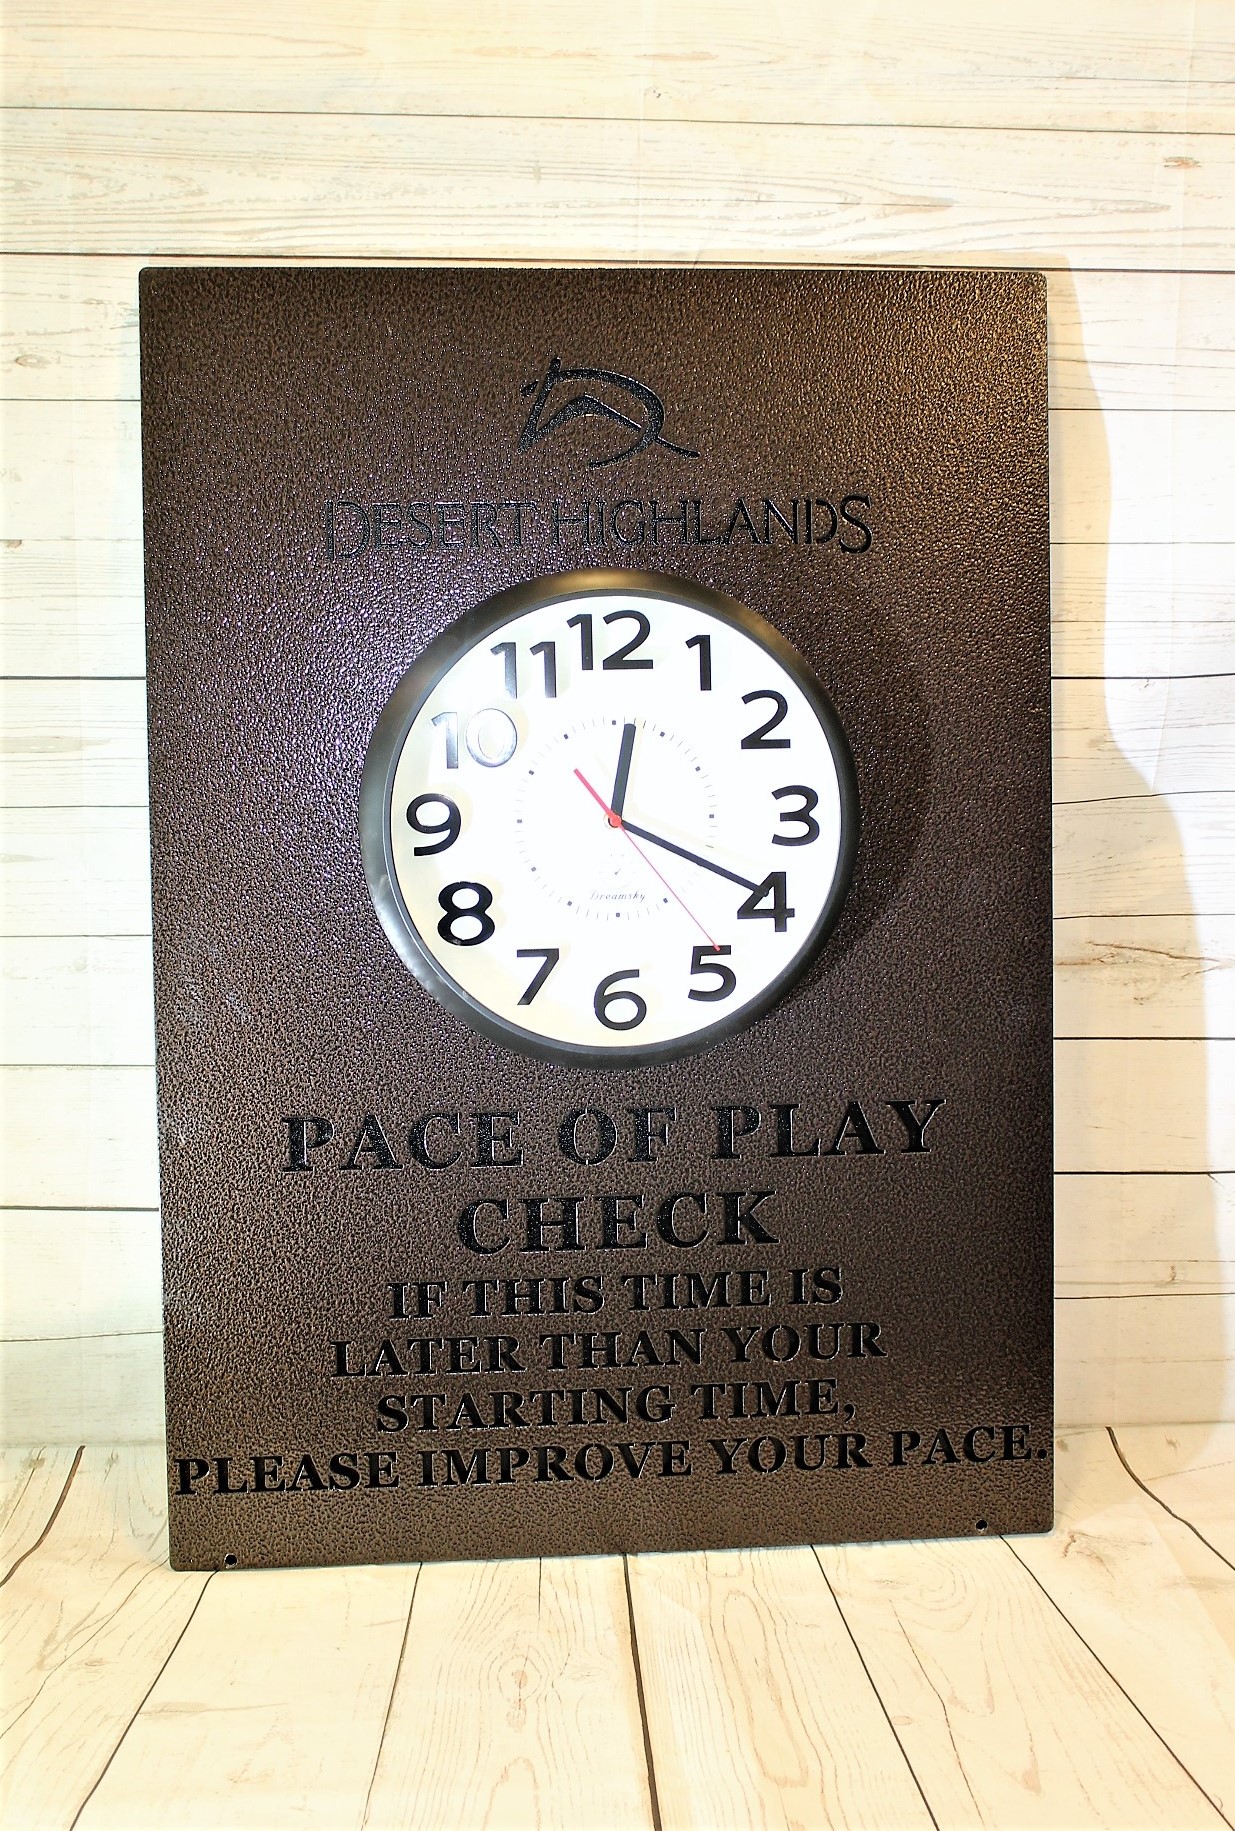 DESERT HIGHLANDS
12
11 1
10 2
9 3
8 4
7 5
6
Dreamsky
PACE OF PLAY
CHECK
IF THIS TIME IS
LATER THAN YOUR
STARTING TIME,
PLEASE IMPROVE YOUR PACE.